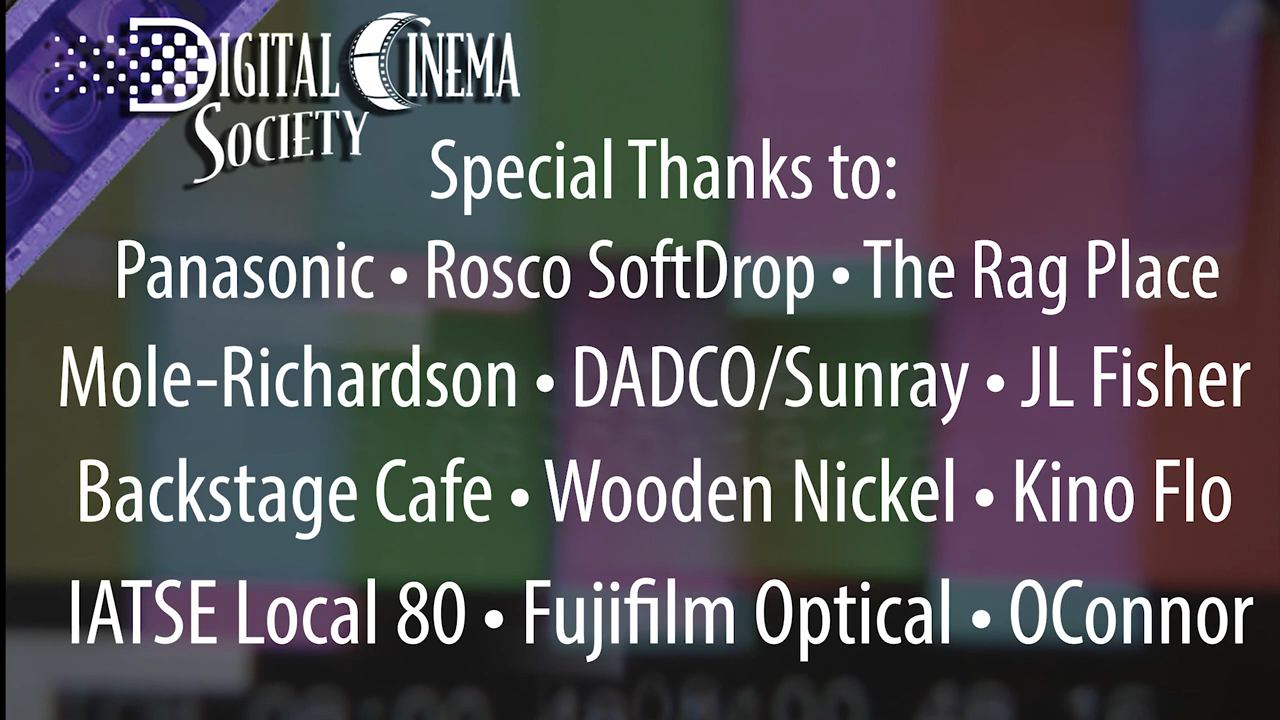 DIGITAL CINEMA
SOCIETY
Special Thanks to:
Panasonic • Rosco SoftDrop • The Rag Place
Mole-Richardson • DADCO/Sunray • JL Fisher
Backstage Cafe • Wooden Nickel • Kino Flo
IATSE Local 80 • Fujifilm Optical • OConnor